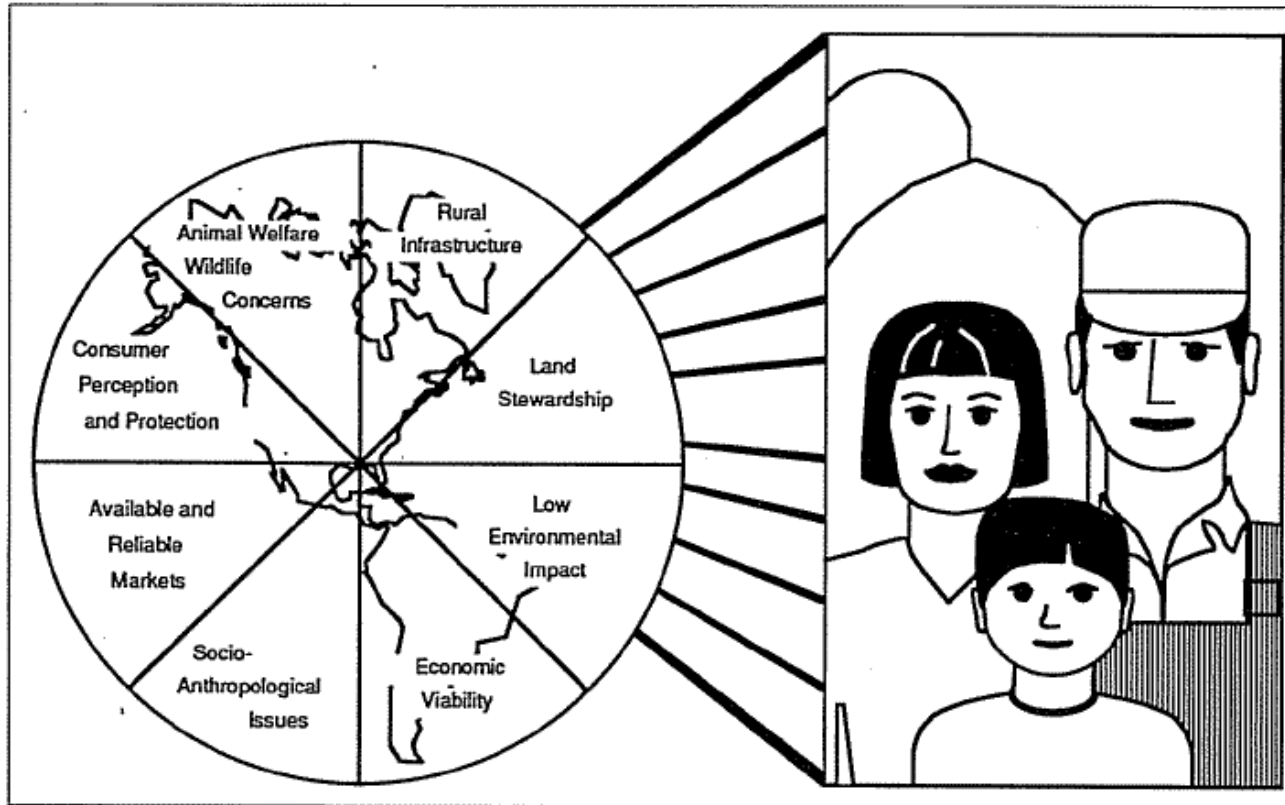 Animal Welfare
Wildlife
Concerns
Rural
Infrastructure
Consumer
Perception
and Protection
Land
Stewardship
Available and
Reliable
Markets
Low
Environmental
Impact
Socio-
Anthropological
Issues
Economic
Viability